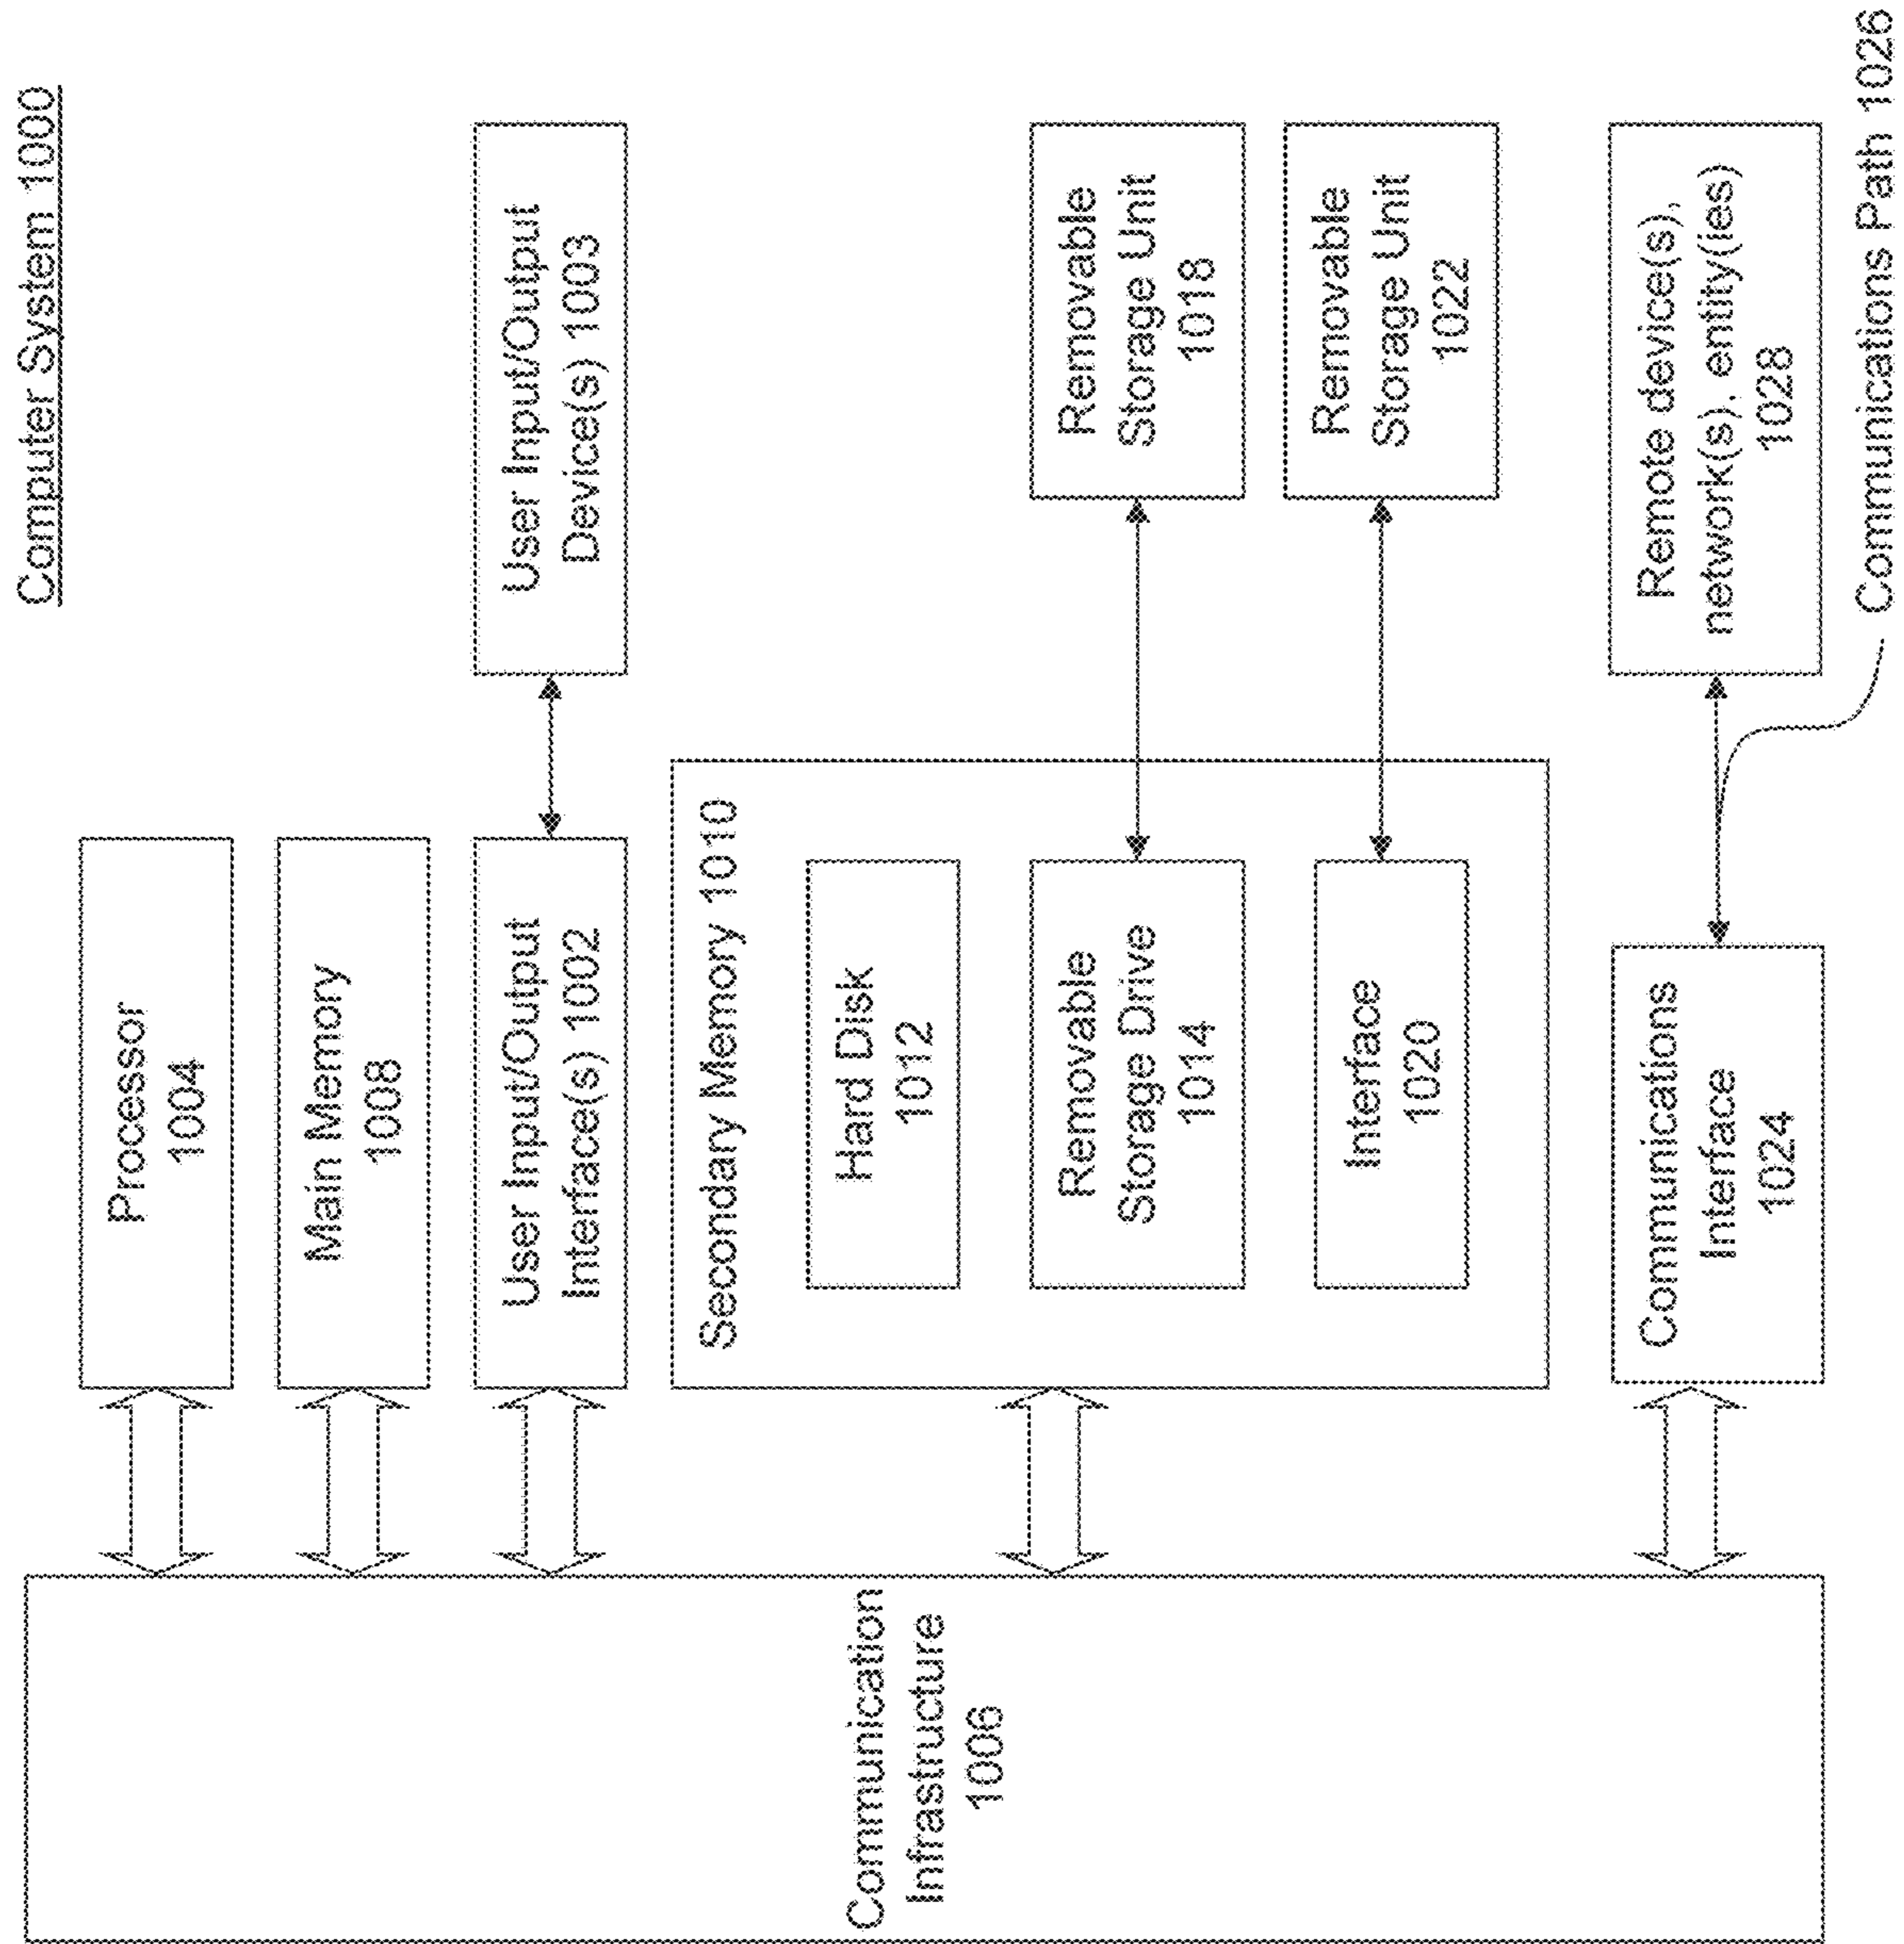 Computer System 1000
Processor
1004
Main Memory
1008
User Input/Output
Interface(s) 1002
User Input/Output
Device(s) 1003
Communication
Infrastructure
1006
Secondary Memory 1010
Hard Disk
1012
Removable
Storage Drive
1014
Removable
Storage Unit
1018
Interface
1020
Removable
Storage Unit
1022
Communications
Interface
1024
Remote device(s),
network(s), entity(ies)
1028
Communications Path 1026